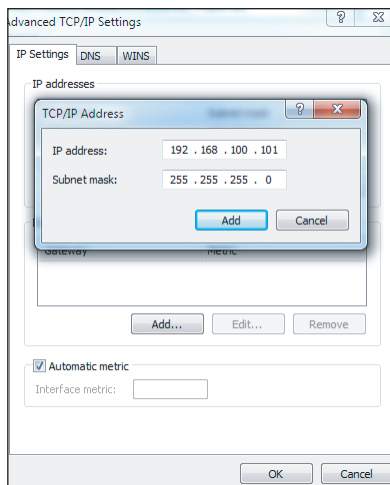 Advanced TCP/IP Settings
IP Settings DNS WINS
IP addresses
Subnet mask
TCP/IP Address
IP address: 192 . 168 . 100 . 101
Subnet mask: 255 . 255 . 255 . 0
Add Cancel
Gateway Metric
Add... Edit... Remove
Automatic metric
Interface metric:
OK Cancel